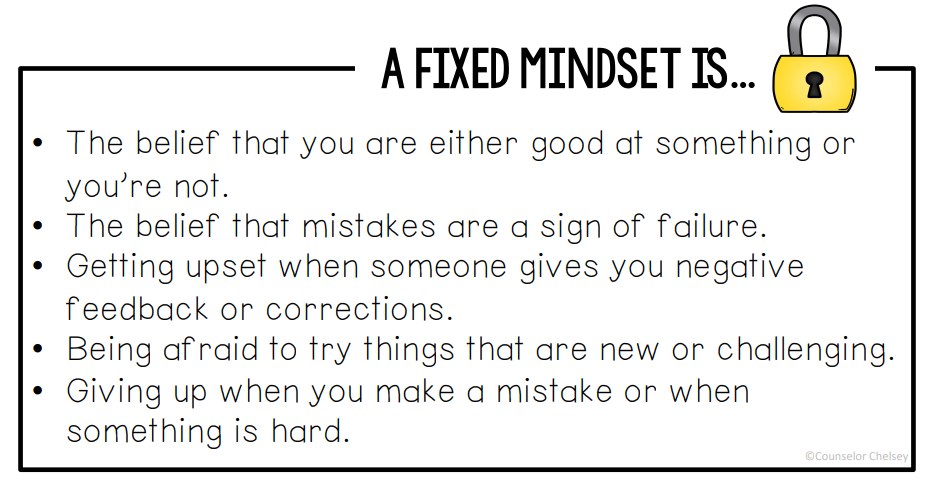 A FIXED MINDSET IS...
• The belief that you are either good at something or
you're not.
• The belief that mistakes are a sign of failure.
• Getting upset when someone gives you negative
feedback or corrections.
• Being afraid to try things that are new or challenging.
• Giving up when you make a mistake or when
something is hard.
©Counselor Chelsey